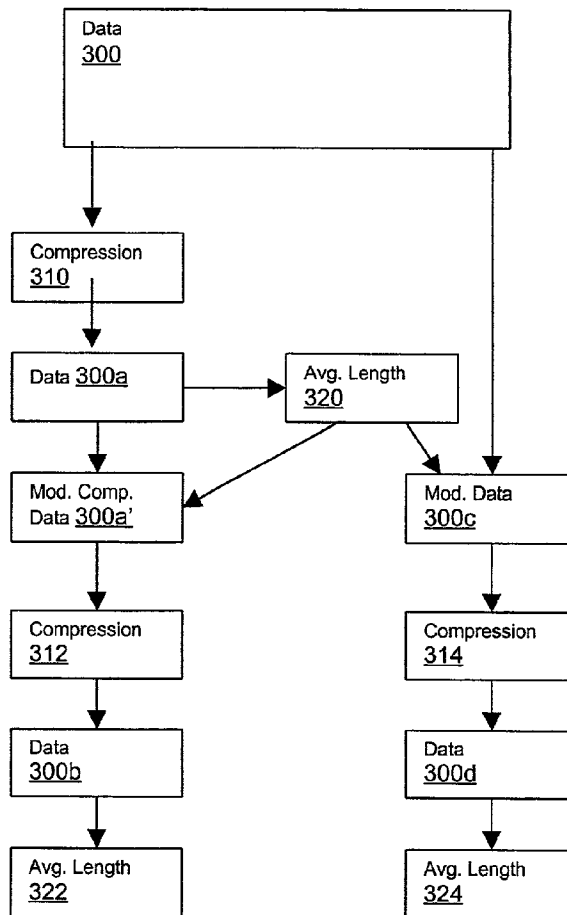 Data
300
Compression
310
Data 300a
Avg. Length
320
Mod. Comp.
Data 300a'
Mod. Data
300c
Compression
312
Compression
314
Data
300b
Data
300d
Avg. Length
322
Avg. Length
324